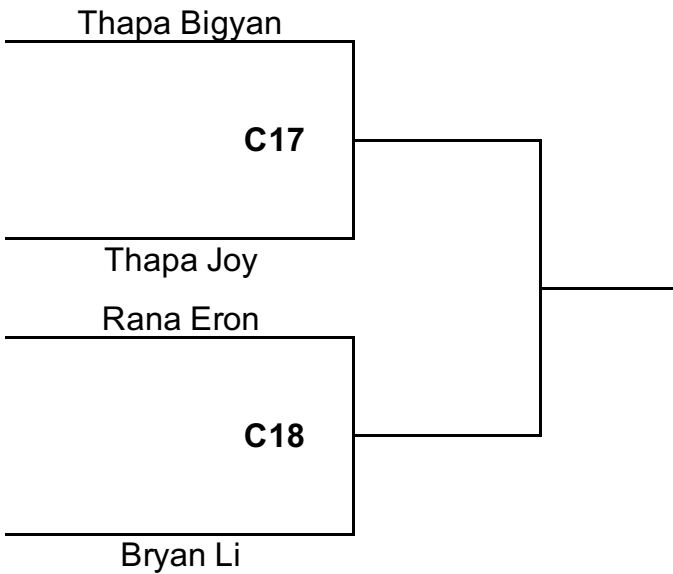 Thapa Bigyan
C17
Thapa Joy
Rana Eron
C18
Bryan Li